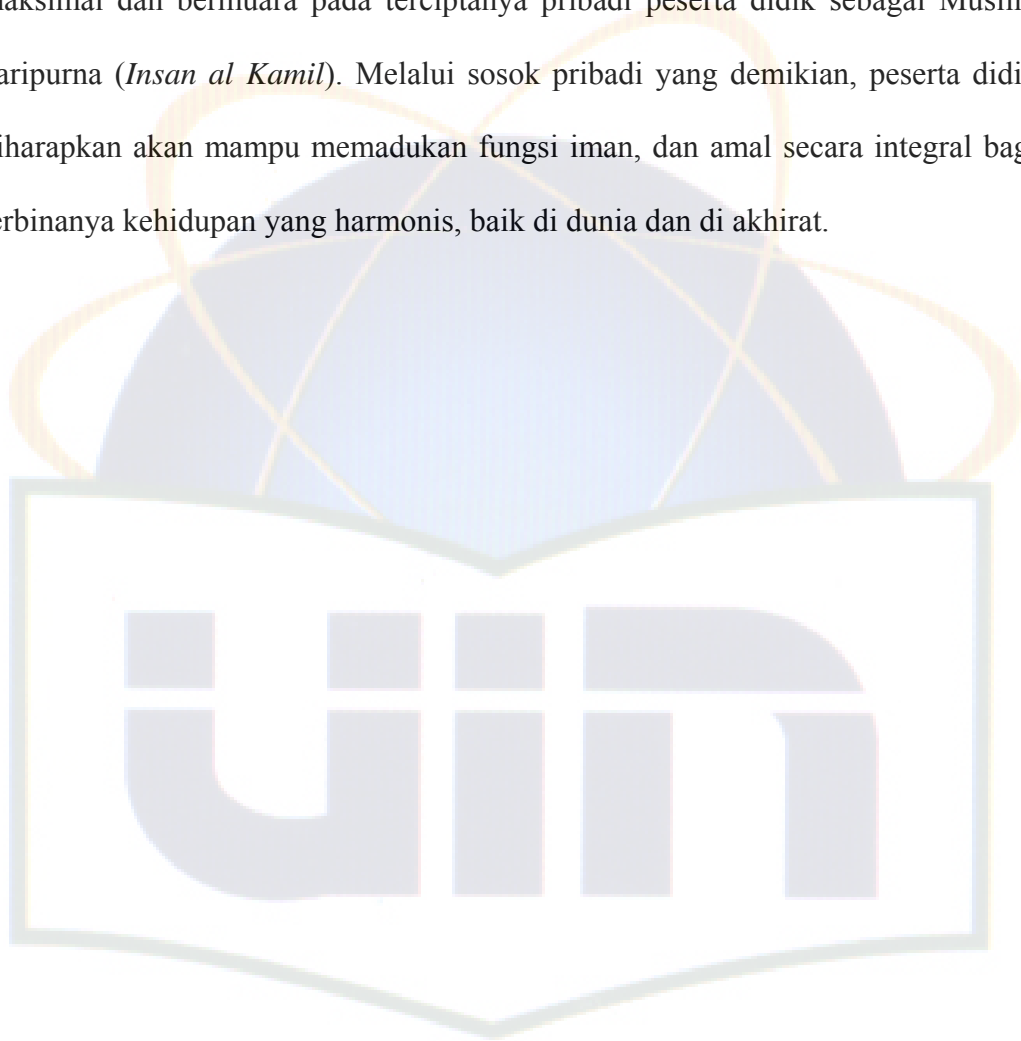 aksimal dan bermuara pada terciptanya pribadi peserta didik sebagai
aripurna (Insan al Kamil). Melalui sosok pribadi yang demikian, peserta didi
iharapkan akan mampu memadukan fungsi iman, dan amal secara integral bag
erbinanya kehidupan yang harmonis, baik di dunia dan di akhirat.
uin